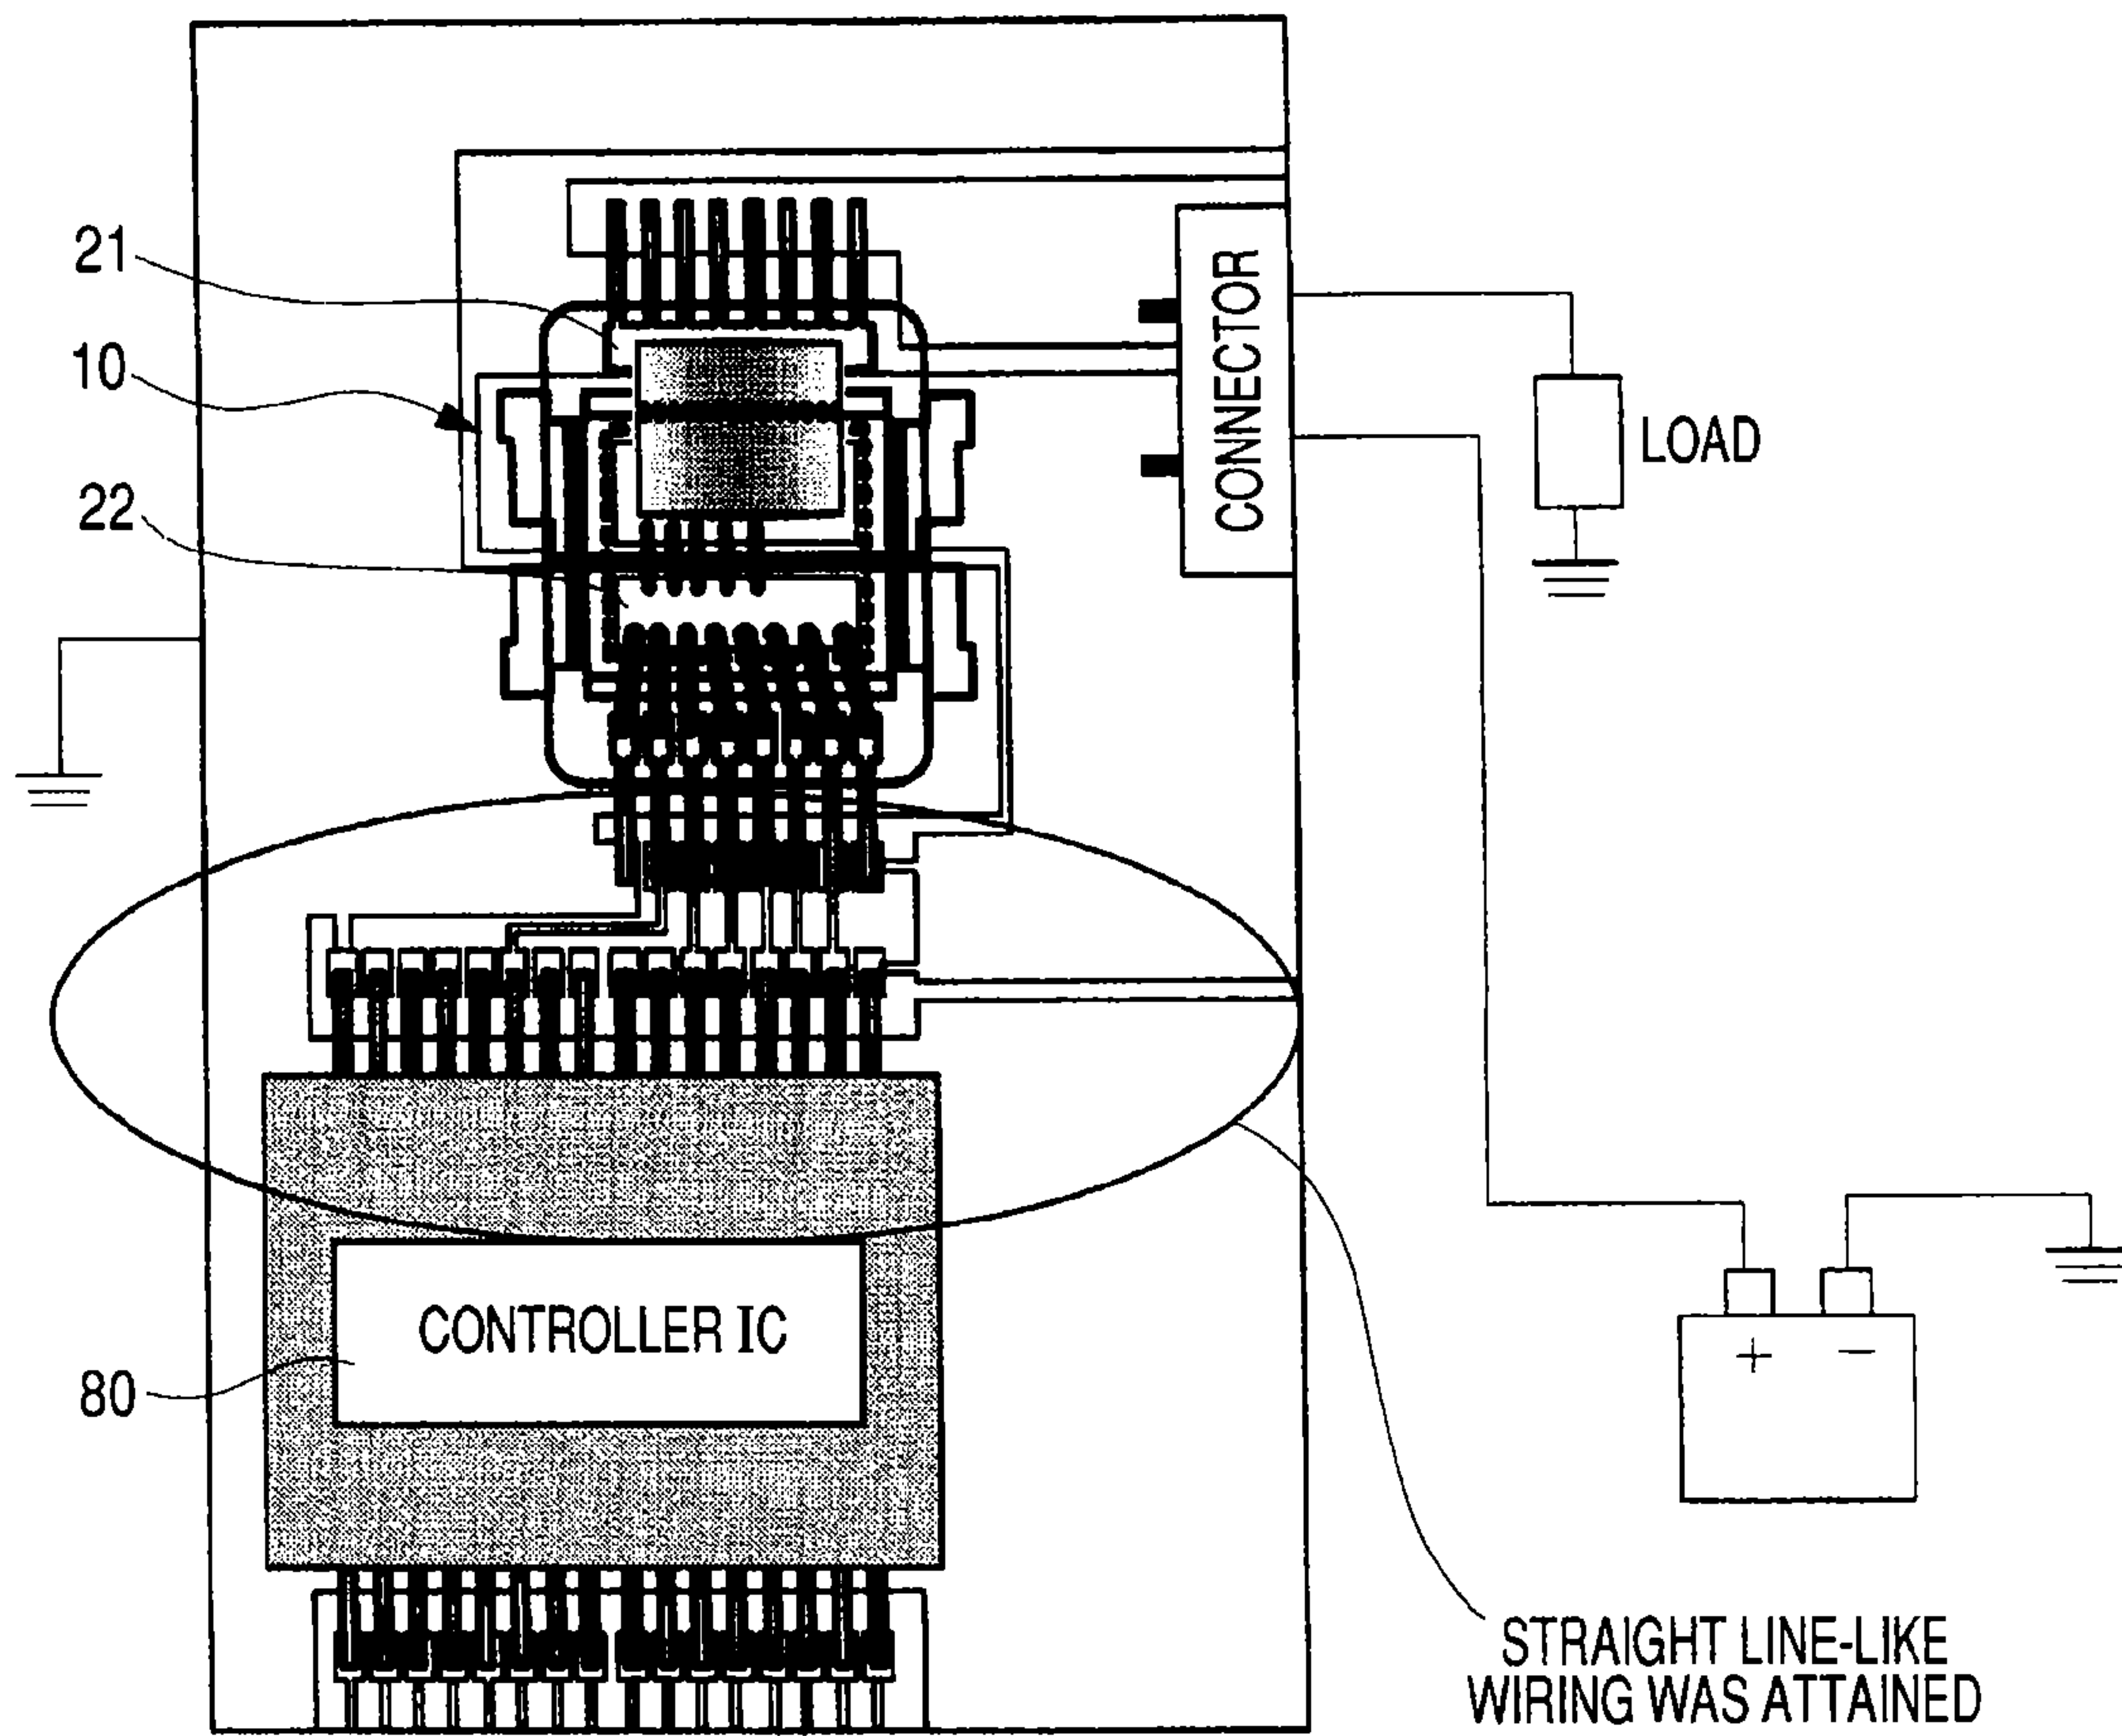 21
10
22
CONNECTOR
LOAD
+ −
CONTROLLER IC
80
STRAIGHT LINE-LIKE
WIRING WAS ATTAINED